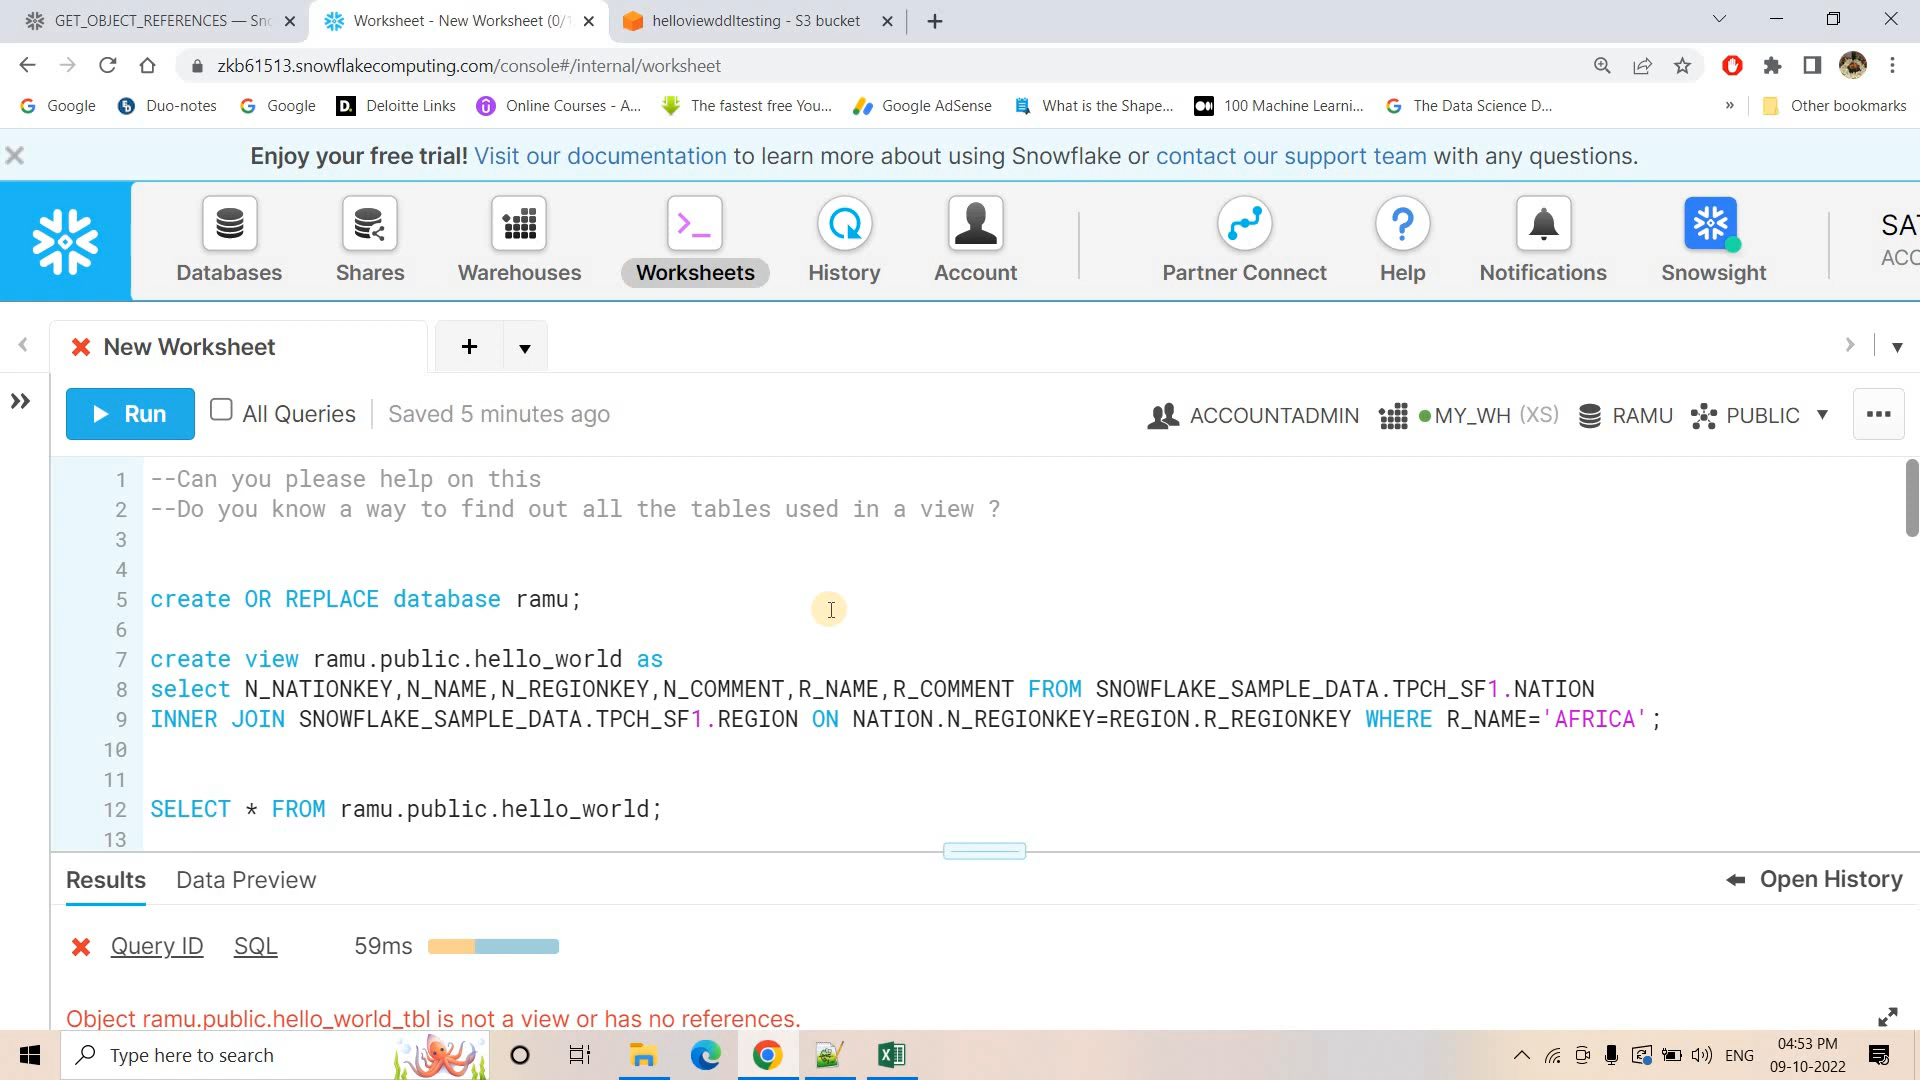 GET_OBJECT_REFERENCES — Sno
Worksheet - New Worksheet (0/1
helloviewddltesting - S3 bucket
zkb61513.snowflakecomputing.com/console#/internal/worksheet
Google
Duo-notes
Google
Deloitte Links
Online Courses - A...
The fastest free You...
Google AdSense
What is the Shape...
100 Machine Learni...
The Data Science D...
»
Other bookmarks
Enjoy your free trial! Visit our documentation to learn more about using Snowflake or contact our support team with any questions.
Databases
Shares
Warehouses
Worksheets
History
Account
Partner Connect
Help
Notifications
Snowsight
SAT
ACC
New Worksheet
Run
All Queries
Saved 5 minutes ago
ACCOUNTADMIN
MY_WH (XS)
RAMU
PUBLIC
1 --Can you please help on this
2 --Do you know a way to find out all the tables used in a view ?
3
4
5 create OR REPLACE database ramu;
6
7 create view ramu.public.hello_world as
8 select N_NATIONKEY,N_NAME,N_REGIONKEY,N_COMMENT,R_NAME,R_COMMENT FROM SNOWFLAKE_SAMPLE_DATA.TPCH_SF1.NATION
9 INNER JOIN SNOWFLAKE_SAMPLE_DATA.TPCH_SF1.REGION ON NATION.N_REGIONKEY=REGION.R_REGIONKEY WHERE R_NAME='AFRICA';
10
11
12 SELECT * FROM ramu.public.hello_world;
13
Results
Data Preview
Open History
Query ID
SQL
59ms
Object ramu.public.hello_world_tbl is not a view or has no references.
Type here to search
ENG
04:53 PM
09-10-2022